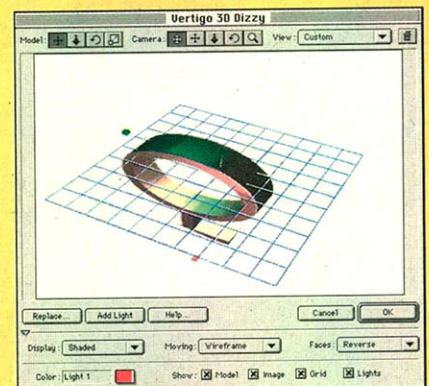 Vertigo 3D Dizzy
Model: Camera: View: Custom
Replace... Add Light Help... Cancel OK
Display: Shaded Moving: Wireframe Faces: Reverse
Color: Light 1 Show: Model Image Grid Lights